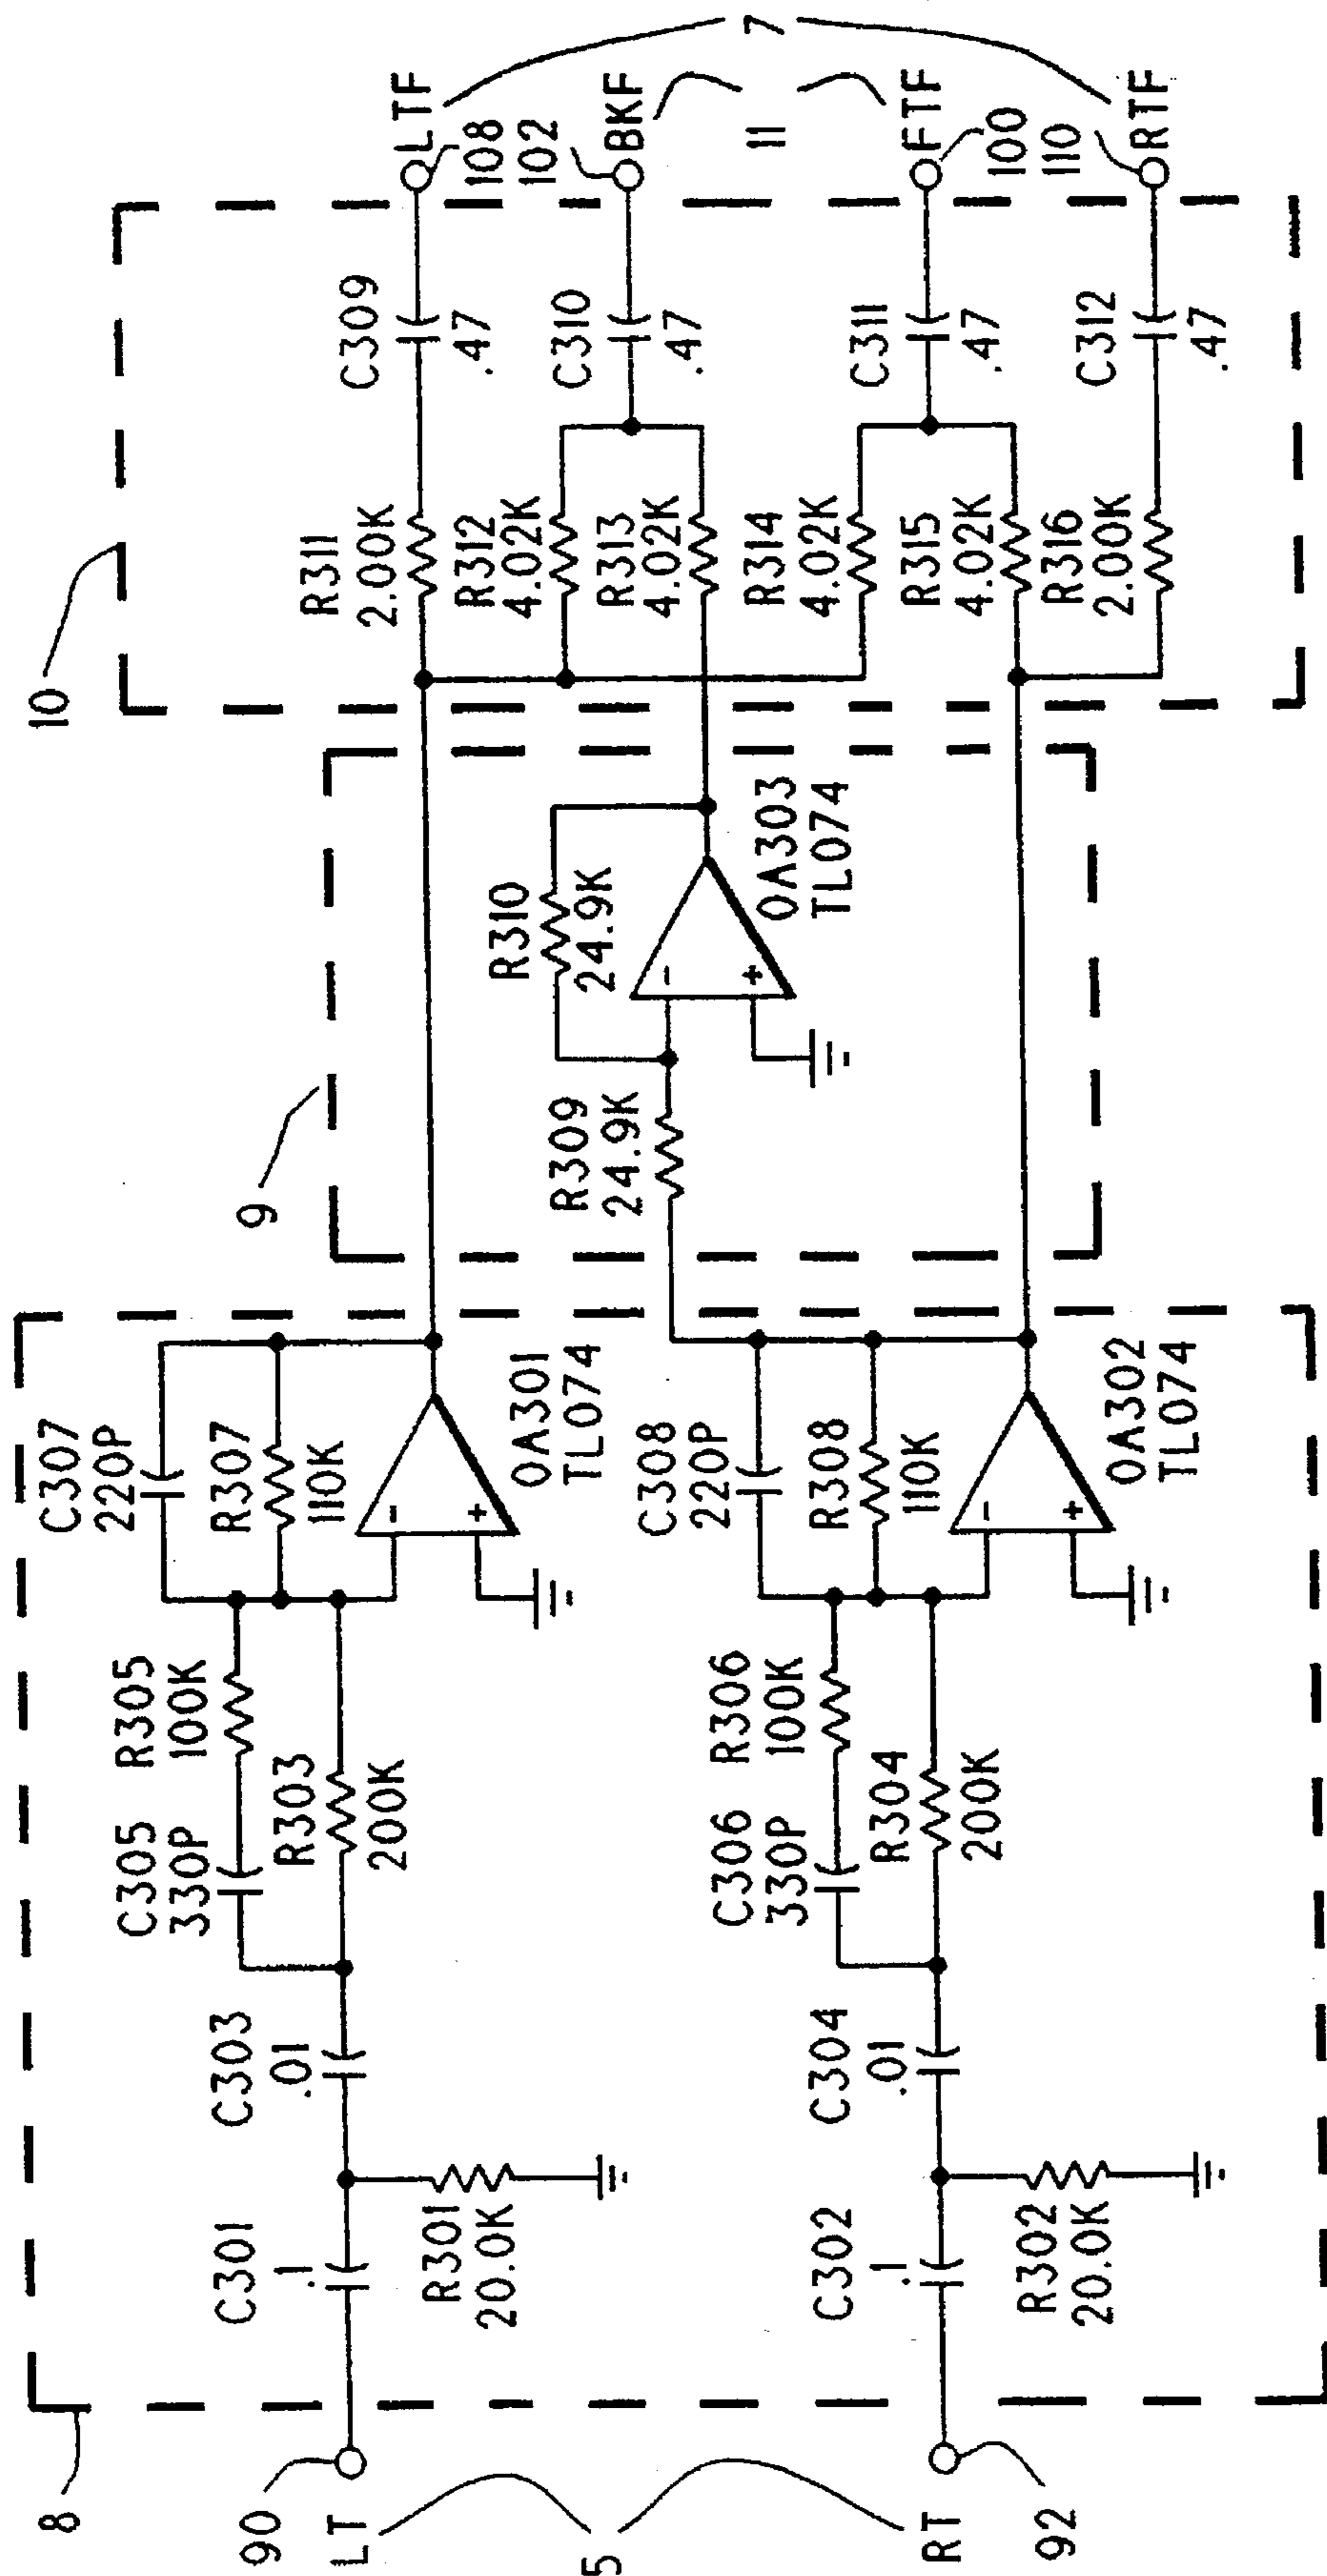 8
90
LT
5
RT
92
C301
.1
R301
20.0K
C303
.01
C305
330P
R305
100K
R303
200K
C307
220P
R307
110K
-
+
OA301
TL074
C302
.1
R302
20.0K
C304
.01
C306
330P
R306
100K
R304
200K
C308
220P
R308
110K
-
+
OA302
TL074
9
R309
24.9K
R310
24.9K
-
+
OA303
TL074
10
R311
2.00K
R312
4.02K
R313
4.02K
R314
4.02K
R315
4.02K
R316
2.00K
C309
.47
C310
.47
C311
.47
C312
.47
LTF
108
102
BKF
11
FTF
100
110
RTF
7